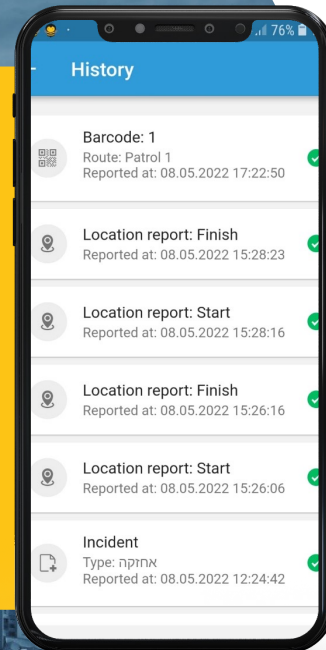 76%
History
Barcode: 1
Route: Patrol 1
Reported at: 08.05.2022 17:22:50
Location report: Finish
Reported at: 08.05.2022 15:28:23
Location report: Start
Reported at: 08.05.2022 15:28:16
Location report: Finish
Reported at: 08.05.2022 15:26:16
Location report: Start
Reported at: 08.05.2022 15:26:06
Incident
Type: אחזקה
Reported at: 08.05.2022 12:24:42